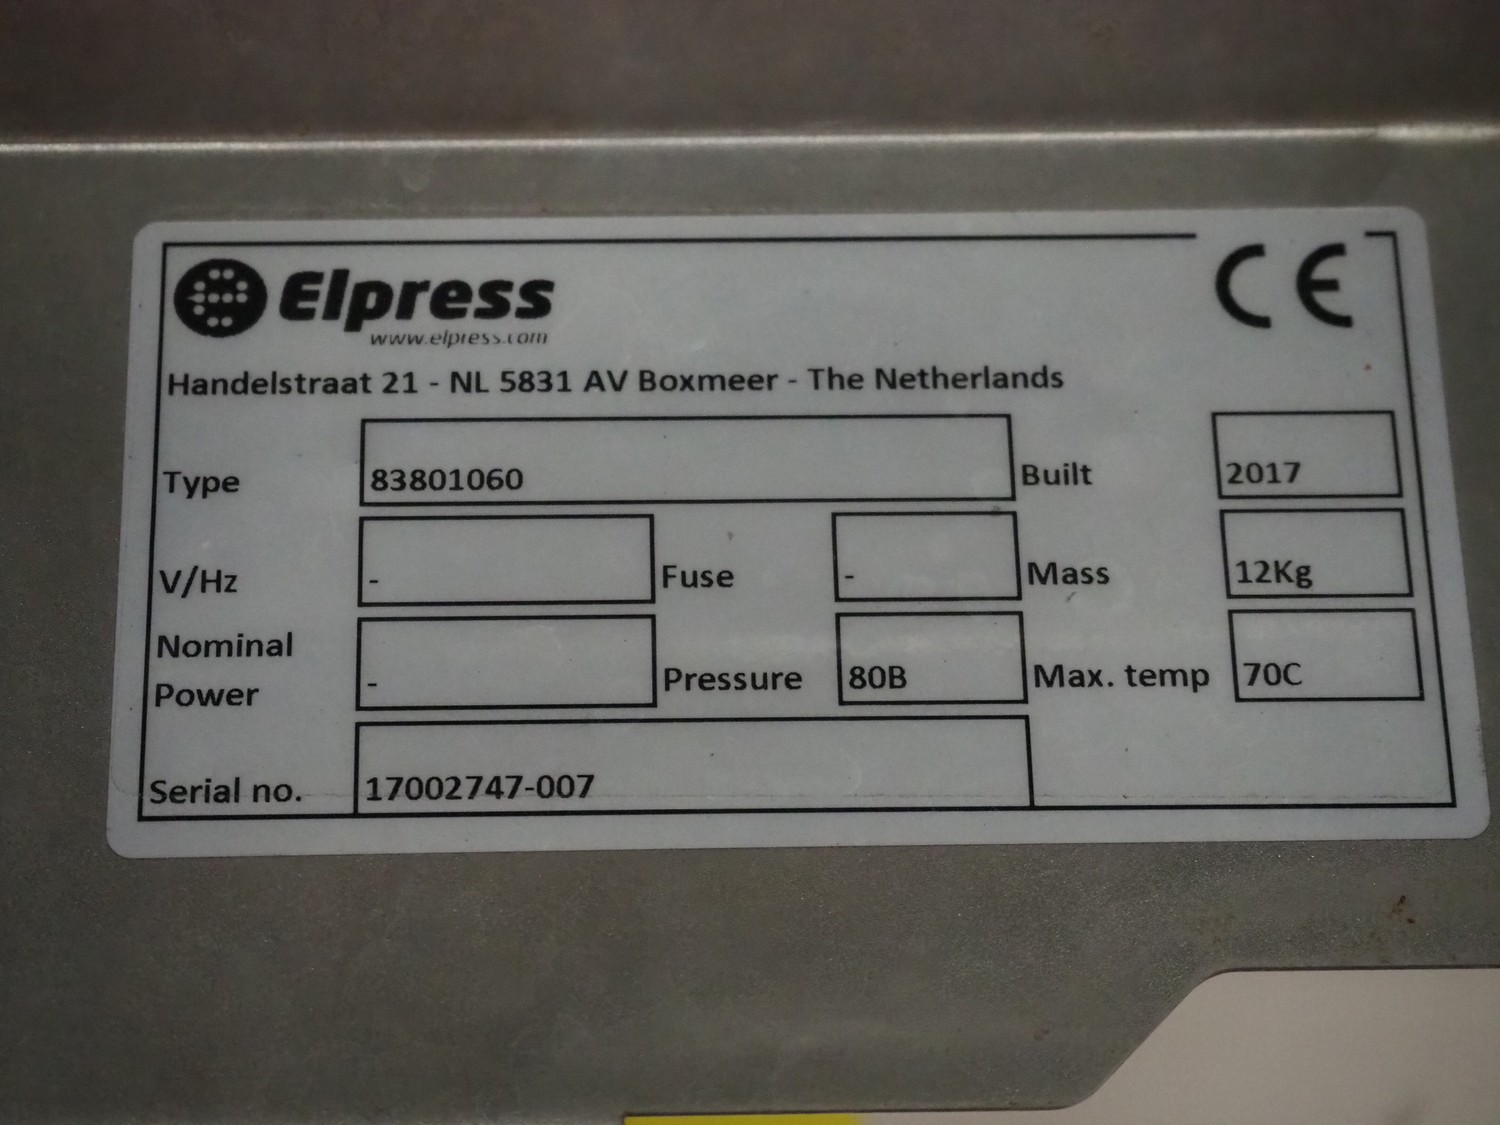 Elpress
www.elpress.com
CE
Handelstraat 21 - NL 5831 AV Boxmeer - The Netherlands
Type 83801060 Built 2017
V/Hz - Fuse - Mass 12Kg
Nominal Power - Pressure 80B Max. temp 70C
Serial no. 17002747-007